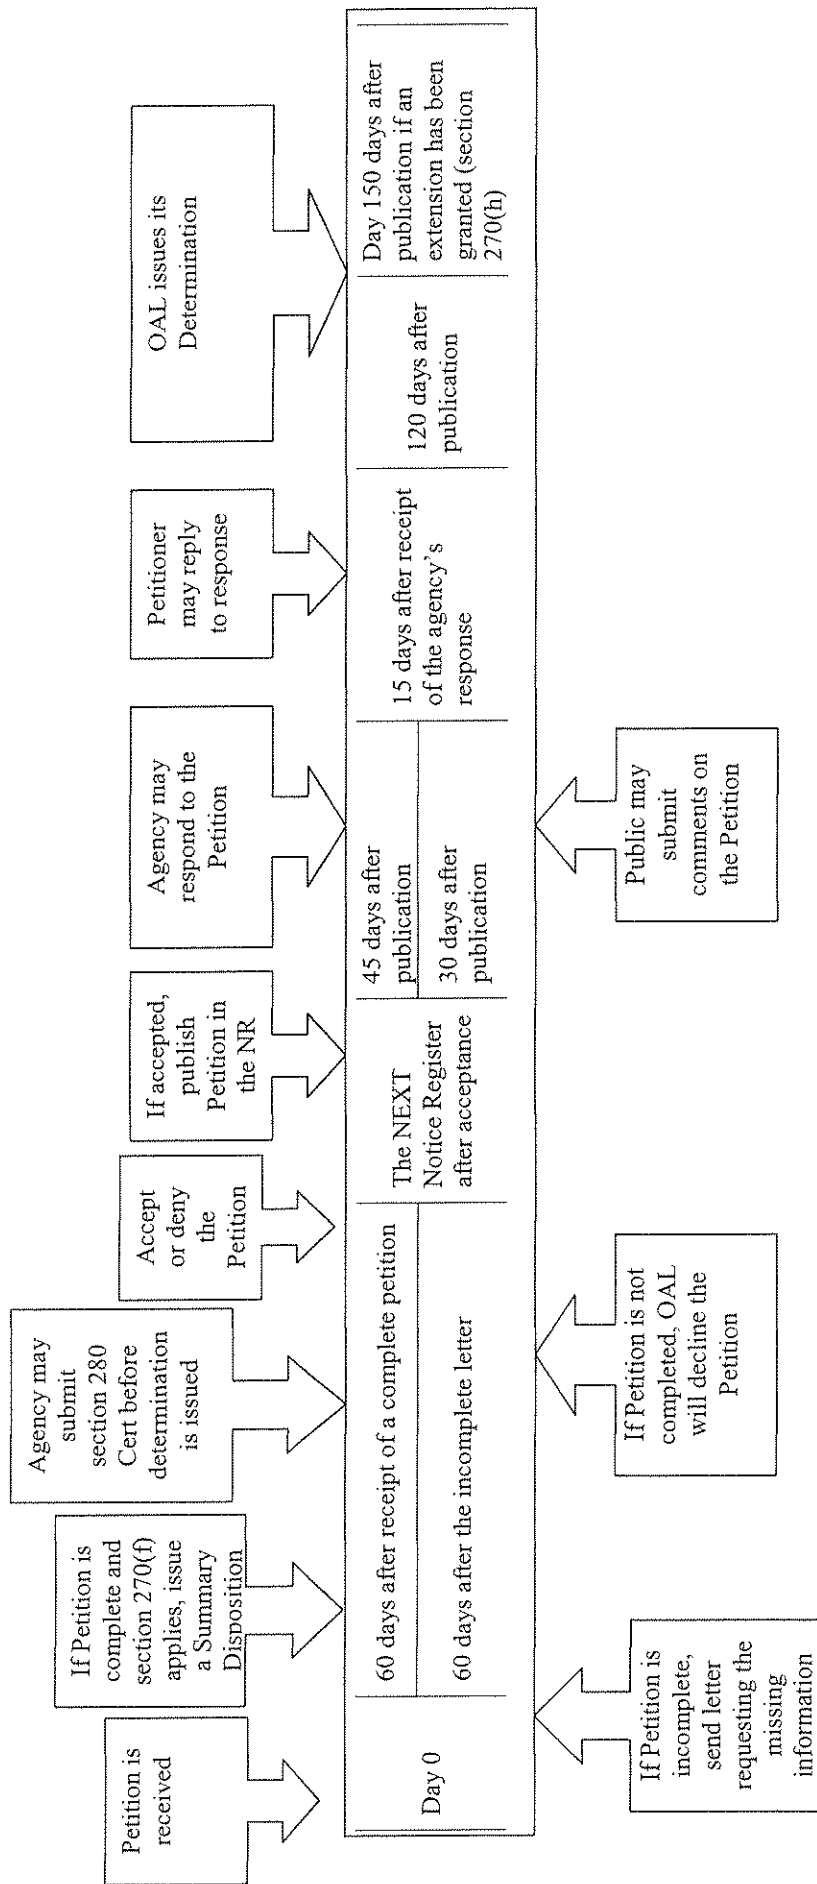 Petition is
received
If Petition is
complete and
section 270(f)
applies, issue
a Summary
Disposition
Agency may
submit
section 280
Cert before
determination
is issued
Accept
or deny
the
Petition
If accepted,
publish
Petition in
the NR
Agency may
respond to the
Petition
Petitioner
may reply
to response
OAL issues its
Determination
Day 0
60 days after receipt of a complete petition
60 days after the incomplete letter
The NEXT
Notice Register
after acceptance
45 days after
publication
30 days after
publication
15 days after receipt
of the agency's
response
120 days after
publication
Day 150 days after
publication if an
extension has been
granted (section
270(h)
If Petition is
incomplete,
send letter
requesting the
missing
information
If Petition is not
completed, OAL
will decline the
Petition
Public may
submit
comments on
the Petition